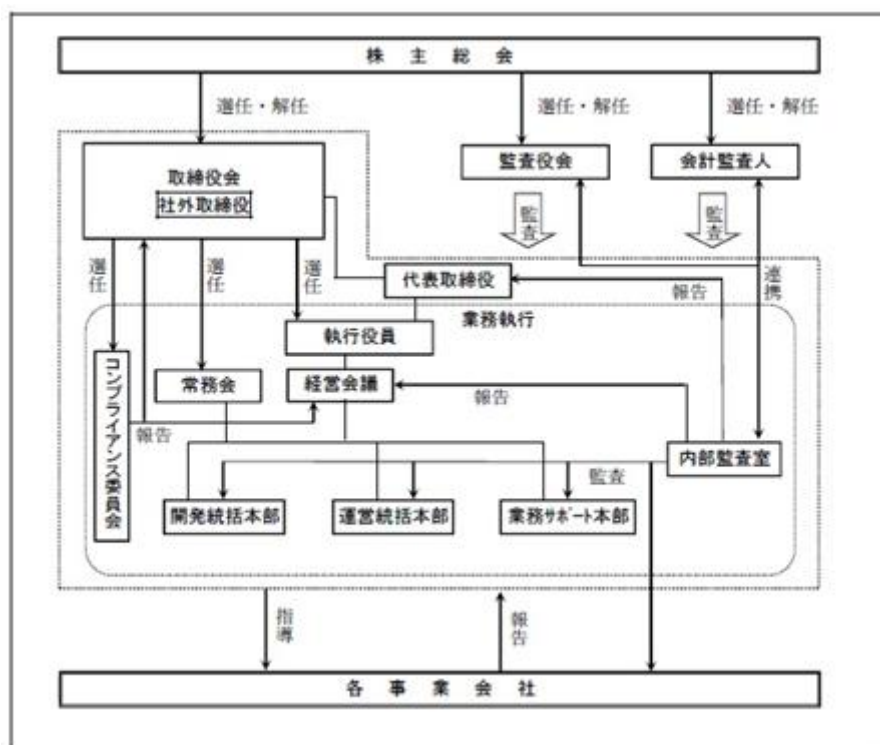 株主総会
選任・解任
選任・解任
選任・解任
取締役会
社外取締役
監査役会
会計監査人
監査
監査
選任
選任
選任
代表取締役
報告
連携
業務執行
執行役員
コンプライアンス委員会
常務会
経営会議
報告
報告
内部監査室
監査
開発統括本部
運営統括本部
業務サポート本部
指導
報告
各事業会社